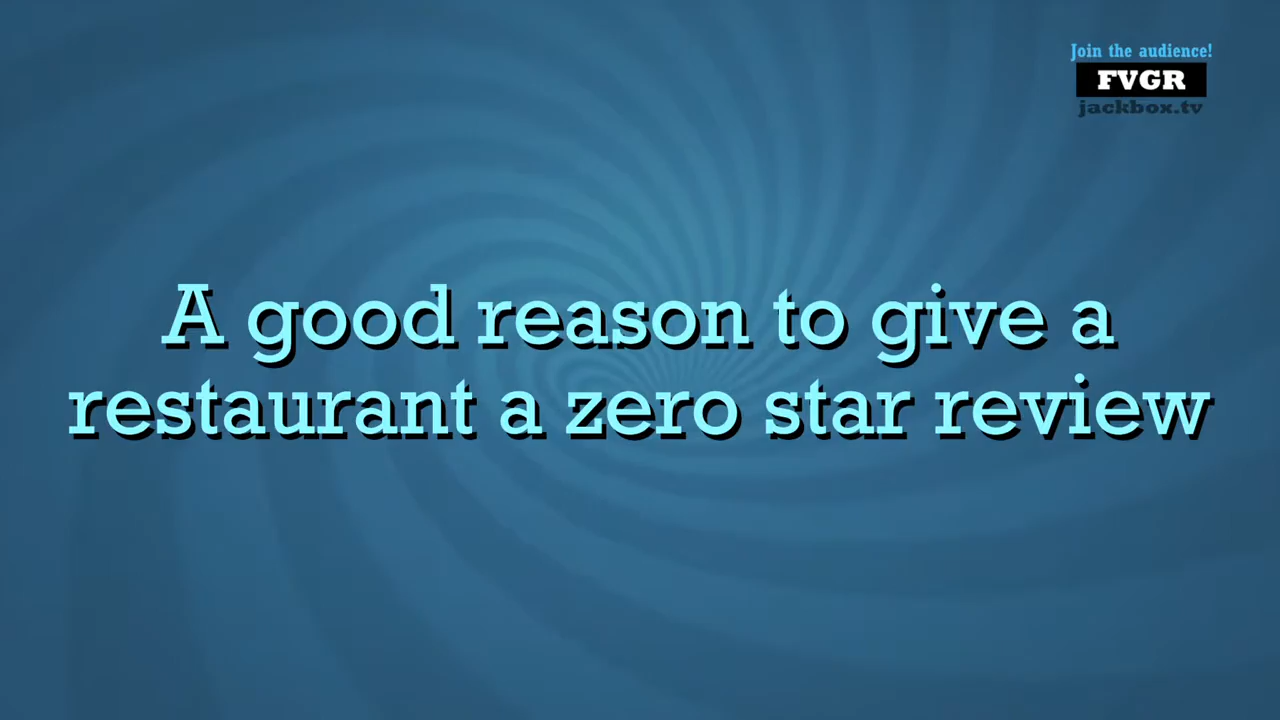 Join the audience!
FVGR
jackbox.tv
A good reason to give a
restaurant a zero star review